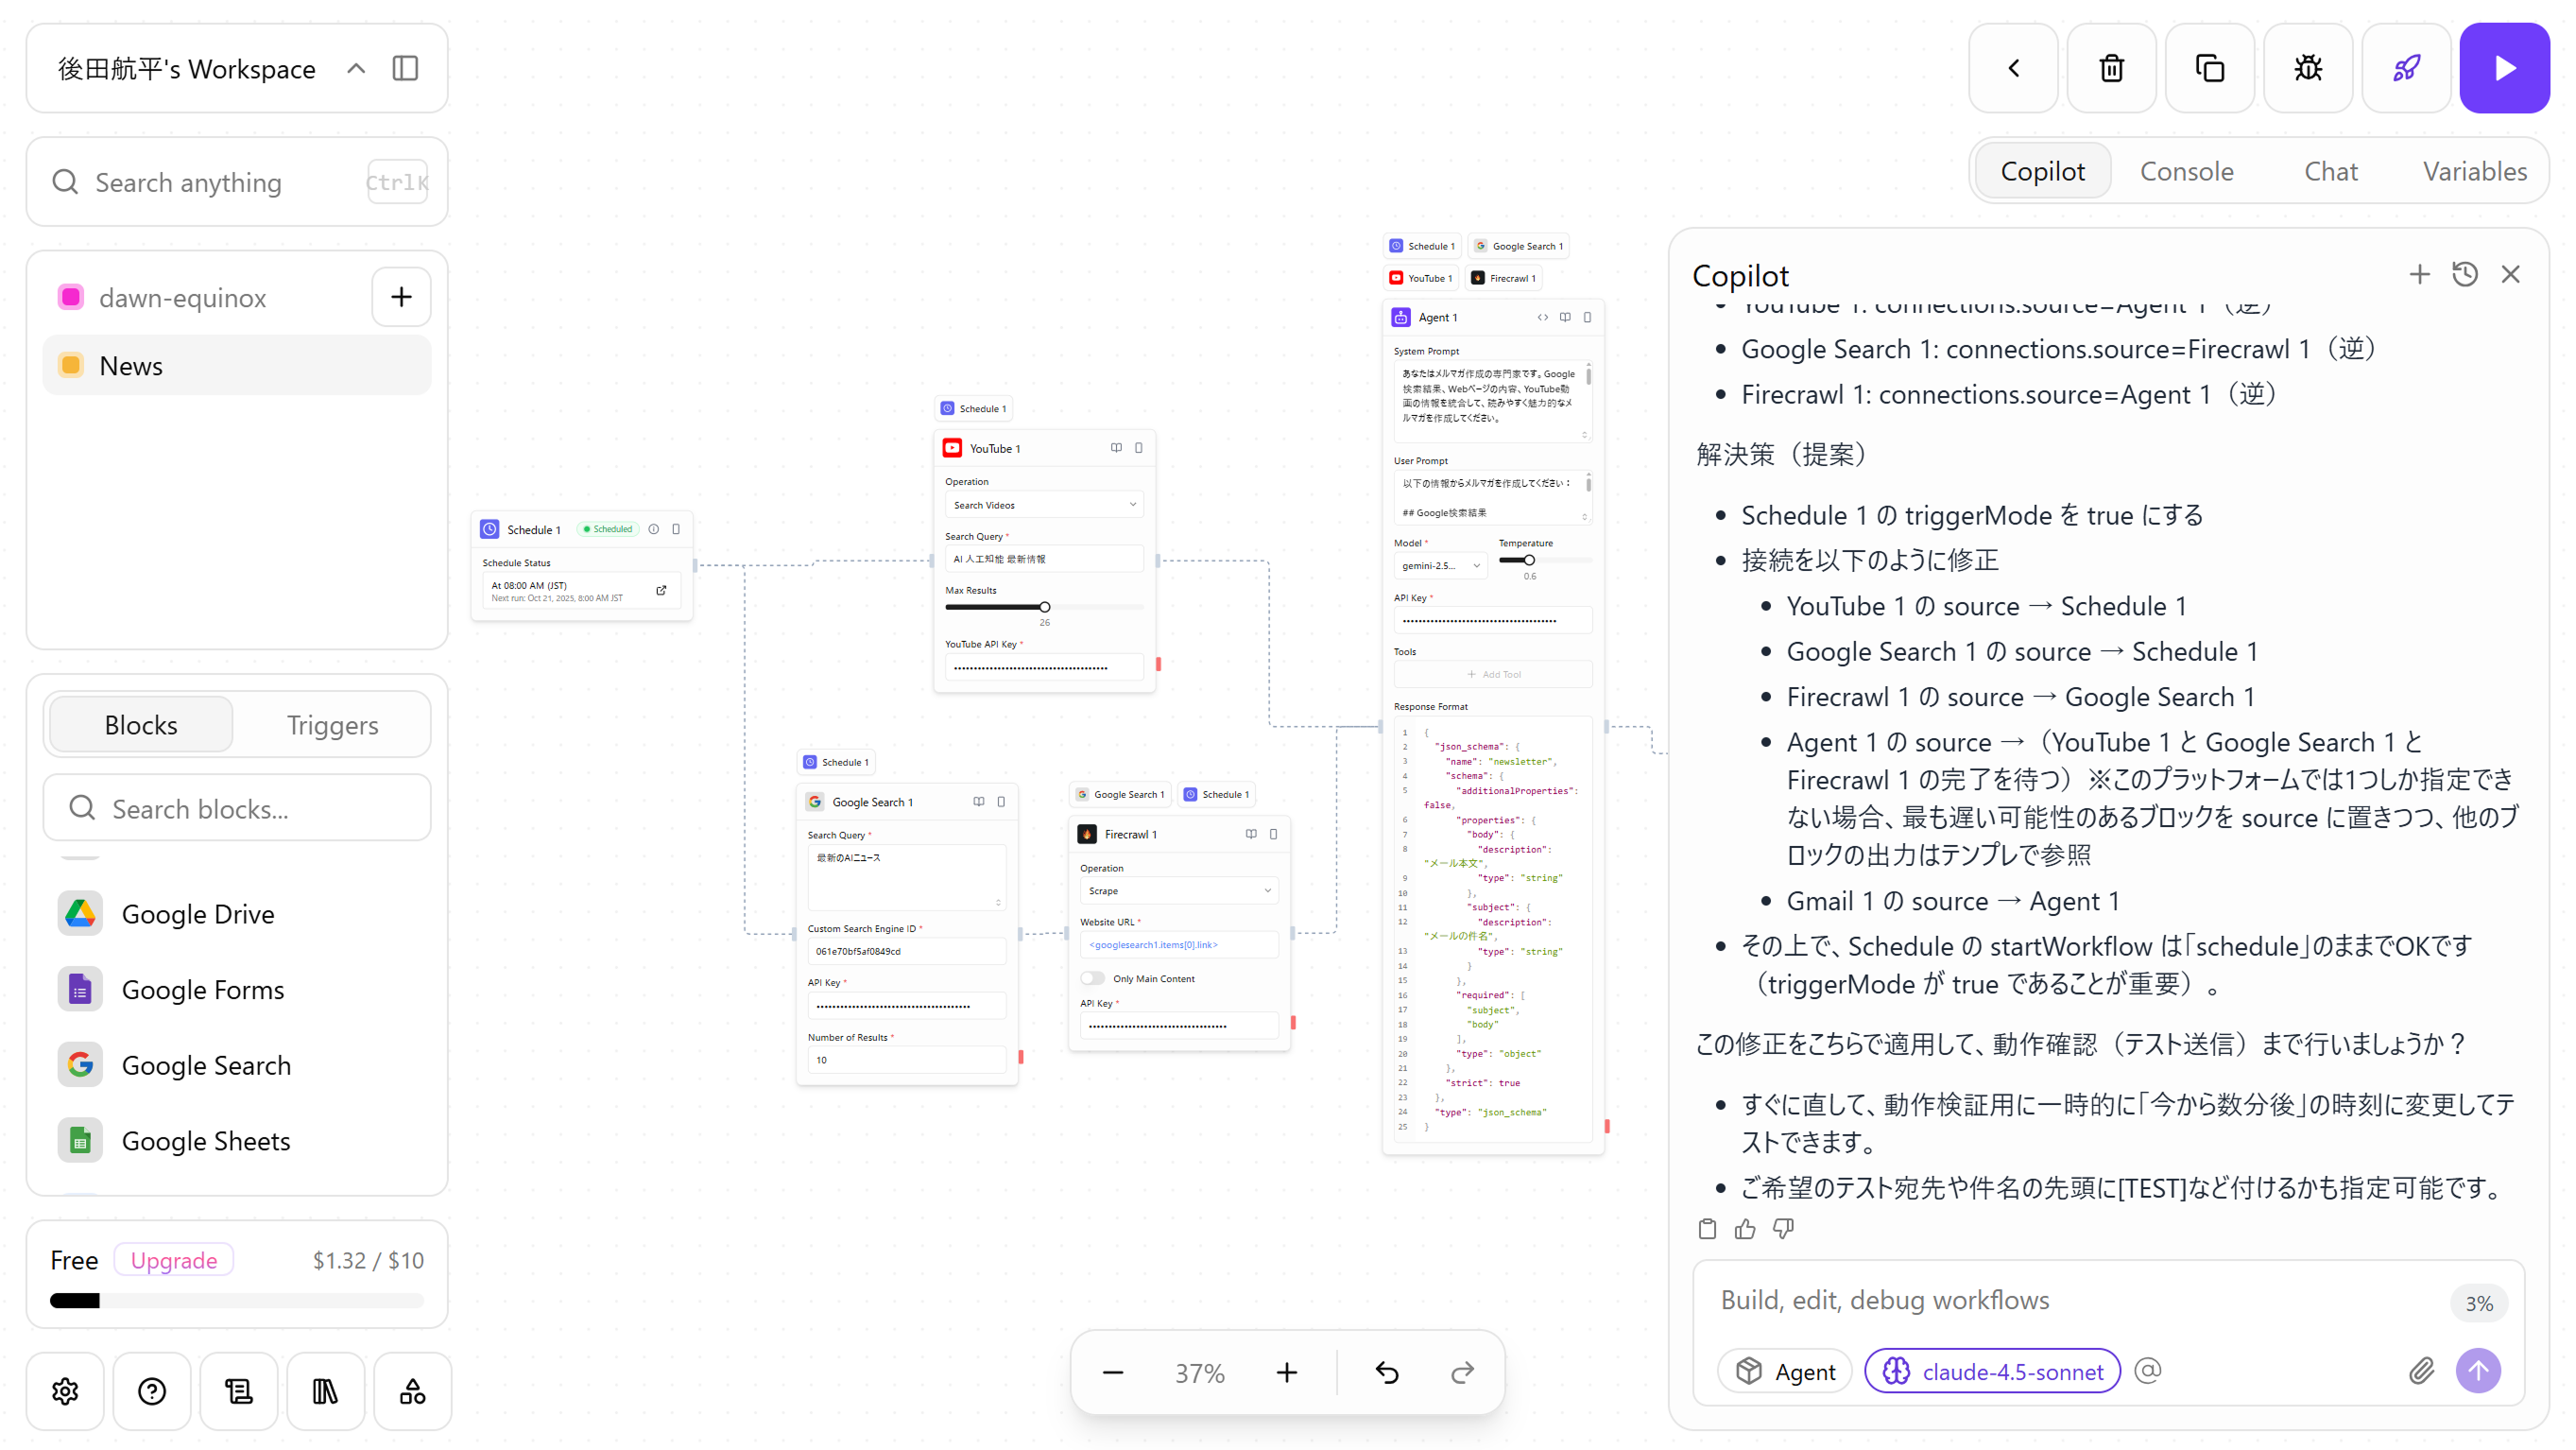 後田航平's Workspace
Search anything
Ctrl K
dawn-equinox
News
Blocks
Triggers
Search blocks...
Google Drive
Google Forms
Google Search
Google Sheets
Free
Upgrade
$1.32 / $10
Schedule 1
Scheduled
Schedule Status
At 08:00 AM (JST)
Next run: Oct 21, 2025, 8:00 AM JST
Schedule 1
YouTube 1
Operation
Search Videos
Search Query *
AI 人工知能 最新情報
Max Results
26
YouTube API Key *
Schedule 1
Google Search 1
Search Query *
最新のAIニュース
Custom Search Engine ID *
061e70bf5af0849cd
API Key *
Number of Results *
10
Google Search 1
Schedule 1
Firecrawl 1
Operation
Scrape
Website URL *
<googlesearch1.items[0].link>
Only Main Content
API Key *
Schedule 1
Google Search 1
YouTube 1
Firecrawl 1
Agent 1
System Prompt
あなたはメルマガ作成の専門家です。Google
検索結果、Webページの内容、YouTube動
画の情報を統合して、読みやすく魅力的なメ
ルマガを作成してください。
User Prompt
以下の情報からメルマガを作成してください：
## Google検索結果
Model *
Temperature
gemini-2.5...
0.6
API Key *
Tools
+ Add Tool
Response Format
1 {
2 "json_schema": {
3 "name": "newsletter",
4 "schema": {
5 "additionalProperties":
false,
6 "properties": {
7 "body": {
8 "description":
"メール本文",
9 "type": "string"
10 },
11 "subject": {
12 "description":
"メールの件名",
13 "type": "string"
14 }
15 },
16 "required": [
17 "subject",
18 "body"
19 ],
20 "type": "object"
21 },
22 "strict": true
23 },
24 "type": "json_schema"
25 }
37%
Copilot
Console
Chat
Variables
Copilot
• YouTube 1: connections.source=Agent 1（逆）
• Google Search 1: connections.source=Firecrawl 1（逆）
• Firecrawl 1: connections.source=Agent 1（逆）
解決策（提案）
• Schedule 1 の triggerMode を true にする
• 接続を以下のように修正
• YouTube 1 の source → Schedule 1
• Google Search 1 の source → Schedule 1
• Firecrawl 1 の source → Google Search 1
• Agent 1 の source →（YouTube 1 と Google Search 1 と
Firecrawl 1 の完了を待つ）※このプラットフォームでは1つしか指定でき
ない場合、最も遅い可能性のあるブロックを source に置きつつ、他のブ
ロックの出力はテンプレで参照
• Gmail 1 の source → Agent 1
• その上で、Schedule の startWorkflow は「schedule」のままでOKです
（triggerMode が true であることが重要）。
この修正をこちらで適用して、動作確認（テスト送信）まで行いましょうか？
• すぐに直して、動作検証用に一時的に「今から数分後」の時刻に変更してテ
ストできます。
• ご希望のテスト宛先や件名の先頭に[TEST]など付けるかも指定可能です。
Build, edit, debug workflows
3%
Agent
claude-4.5-sonnet